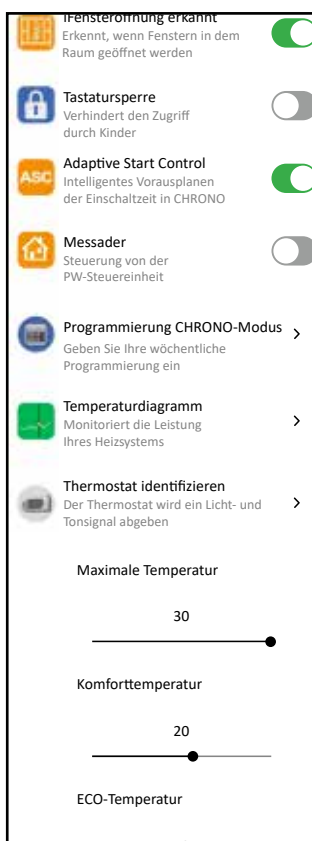 Fensteröffnung erkannt
Erkennt, wenn Fenstern in dem
Raum geöffnet werden
Tastatursperre
Verhindert den Zugriff
durch Kinder
ASC
Adaptive Start Control
Intelligentes Vorausplanen
der Einschaltzeit in CHRONO
Messader
Steuerung von der
PW-Steuereinheit
Programmierung CHRONO-Modus
Geben Sie Ihre wöchentliche
Programmierung ein
Temperaturdiagramm
Monitoriert die Leistung
Ihres Heizsystems
Thermostat identifizieren
Der Thermostat wird ein Licht- und
Tonsignal abgeben
Maximale Temperatur
30
Komforttemperatur
20
ECO-Temperatur